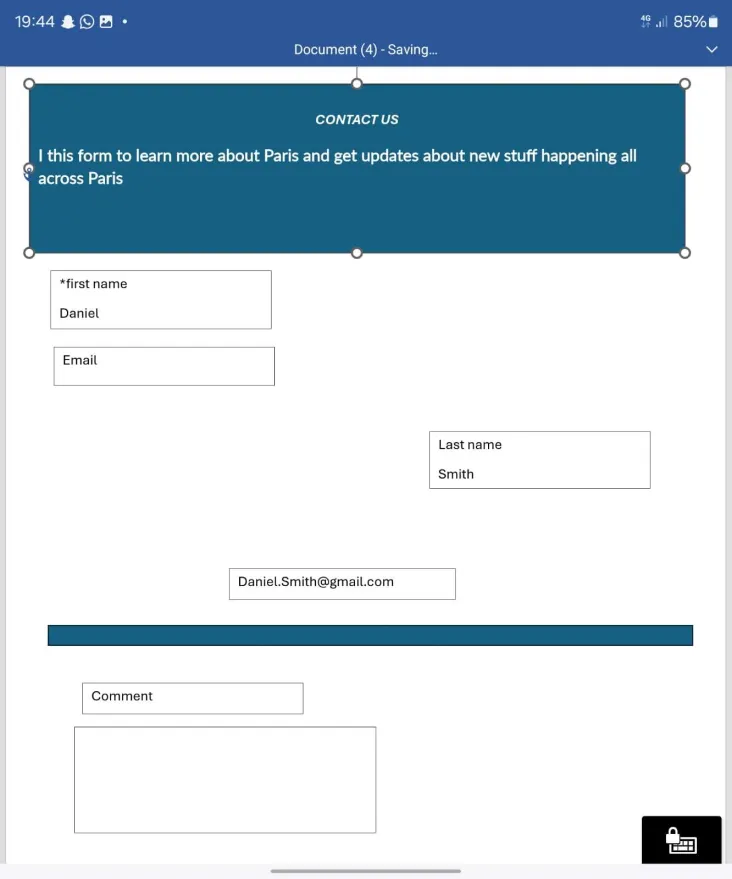 19:44
4G
85%
Document (4) - Saving...
CONTACT US
I this form to learn more about Paris and get updates about new stuff happening all
across Paris
*first name
Daniel
Email
Last name
Smith
Daniel.Smith@gmail.com
Comment